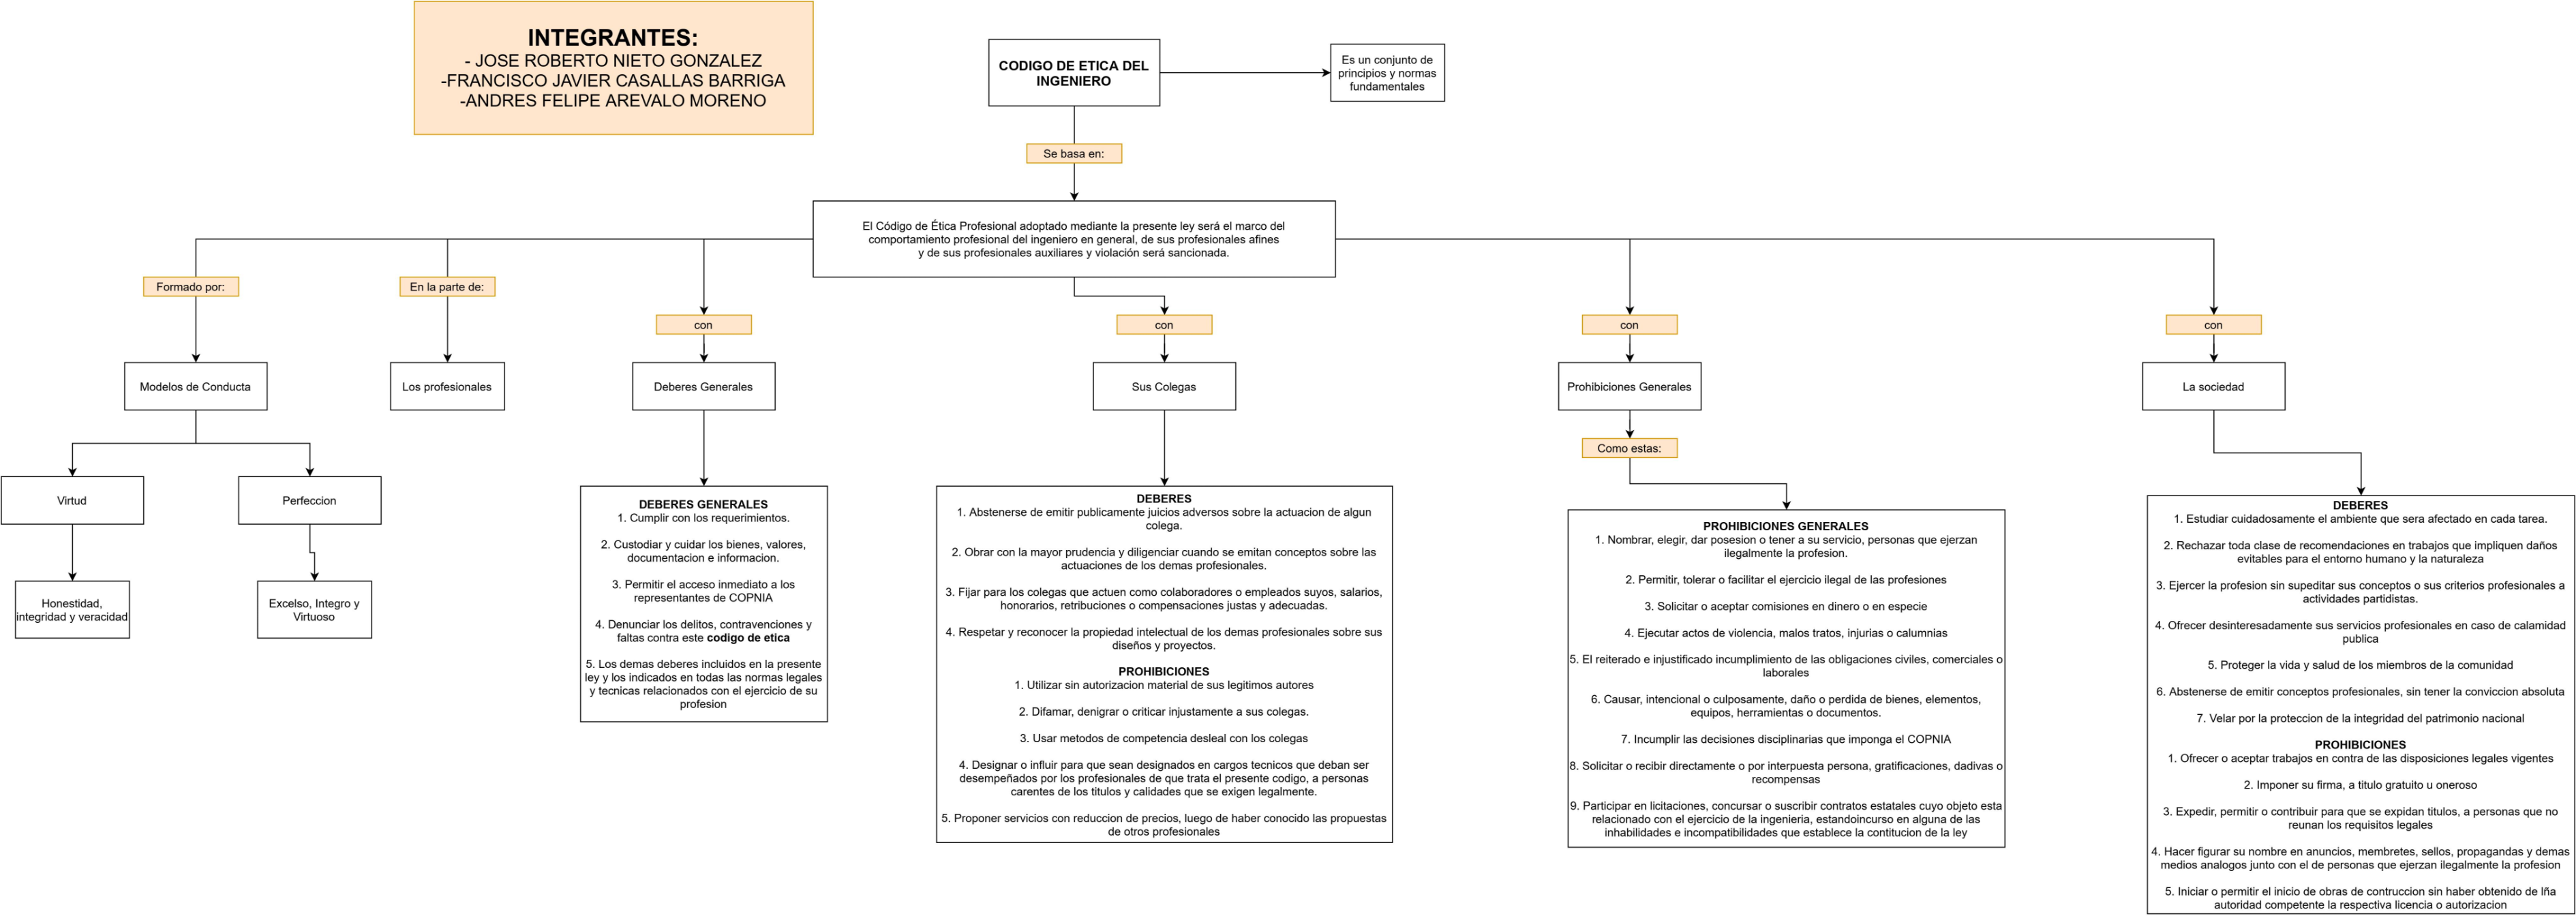 INTEGRANTES:
- JOSE ROBERTO NIETO GONZALEZ
-FRANCISCO JAVIER CASALLAS BARRIGA
-ANDRES FELIPE AREVALO MORENO
CODIGO DE ETICA DEL
INGENIERO
Es un conjunto de
principios y normas
fundamentales
Se basa en:
El Código de Ética Profesional adoptado mediante la presente ley será el marco del
comportamiento profesional del ingeniero en general, de sus profesionales afines
y de sus profesionales auxiliares y violación será sancionada.
Formado por:
Modelos de Conducta
Virtud
Honestidad,
integridad y veracidad
Perfeccion
Excelso, Integro y
Virtuoso
En la parte de:
Los profesionales
con
Deberes Generales
DEBERES GENERALES
1. Cumplir con los requerimientos.
2. Custodiar y cuidar los bienes, valores,
documentacion e informacion.
3. Permitir el acceso inmediato a los
representantes de COPNIA
4. Denunciar los delitos, contravenciones y
faltas contra este codigo de etica
5. Los demas deberes incluidos en la presente
ley y los indicados en todas las normas legales
y tecnicas relacionados con el ejercicio de su
profesion
con
Sus Colegas
DEBERES
1. Abstenerse de emitir publicamente juicios adversos sobre la actuacion de algun
colega.
2. Obrar con la mayor prudencia y diligenciar cuando se emitan conceptos sobre las
actuaciones de los demas profesionales.
3. Fijar para los colegas que actuen como colaboradores o empleados suyos, salarios,
honorarios, retribuciones o compensaciones justas y adecuadas.
4. Respetar y reconocer la propiedad intelectual de los demas profesionales sobre sus
diseños y proyectos.
PROHIBICIONES
1. Utilizar sin autorizacion material de sus legitimos autores
2. Difamar, denigrar o criticar injustamente a sus colegas.
3. Usar metodos de competencia desleal con los colegas
4. Designar o influir para que sean designados en cargos tecnicos que deban ser
desempeñados por los profesionales de que trata el presente codigo, a personas
carentes de los titulos y calidades que se exigen legalmente.
5. Proponer servicios con reduccion de precios, luego de haber conocido las propuestas
de otros profesionales
con
Prohibiciones Generales
Como estas:
PROHIBICIONES GENERALES
1. Nombrar, elegir, dar posesion o tener a su servicio, personas que ejerzan
ilegalmente la profesion.
2. Permitir, tolerar o facilitar el ejercicio ilegal de las profesiones
3. Solicitar o aceptar comisiones en dinero o en especie
4. Ejecutar actos de violencia, malos tratos, injurias o calumnias
5. El reiterado e injustificado incumplimiento de las obligaciones civiles, comerciales o
laborales
6. Causar, intencional o culposamente, daño o perdida de bienes, elementos,
equipos, herramientas o documentos.
7. Incumplir las decisiones disciplinarias que imponga el COPNIA
8. Solicitar o recibir directamente o por interpuesta persona, gratificaciones, dadivas o
recompensas
9. Participar en licitaciones, concursar o suscribir contratos estatales cuyo objeto esta
relacionado con el ejercicio de la ingenieria, estandoincurso en alguna de las
inhabilidades e incompatibilidades que establece la contitucion de la ley
con
La sociedad
DEBERES
1. Estudiar cuidadosamente el ambiente que sera afectado en cada tarea.
2. Rechazar toda clase de recomendaciones en trabajos que impliquen daños
evitables para el entorno humano y la naturaleza
3. Ejercer la profesion sin supeditar sus conceptos o sus criterios profesionales a
actividades partidistas.
4. Ofrecer desinteresadamente sus servicios profesionales en caso de calamidad
publica
5. Proteger la vida y salud de los miembros de la comunidad
6. Abstenerse de emitir conceptos profesionales, sin tener la conviccion absoluta
7. Velar por la proteccion de la integridad del patrimonio nacional
PROHIBICIONES
1. Ofrecer o aceptar trabajos en contra de las disposiciones legales vigentes
2. Imponer su firma, a titulo gratuito u oneroso
3. Expedir, permitir o contribuir para que se expidan titulos, a personas que no
reunan los requisitos legales
4. Hacer figurar su nombre en anuncios, membretes, sellos, propagandas y demas
medios analogos junto con el de personas que ejerzan ilegalmente la profesion
5. Iniciar o permitir el inicio de obras de contruccion sin haber obtenido de lña
autoridad competente la respectiva licencia o autorizacion